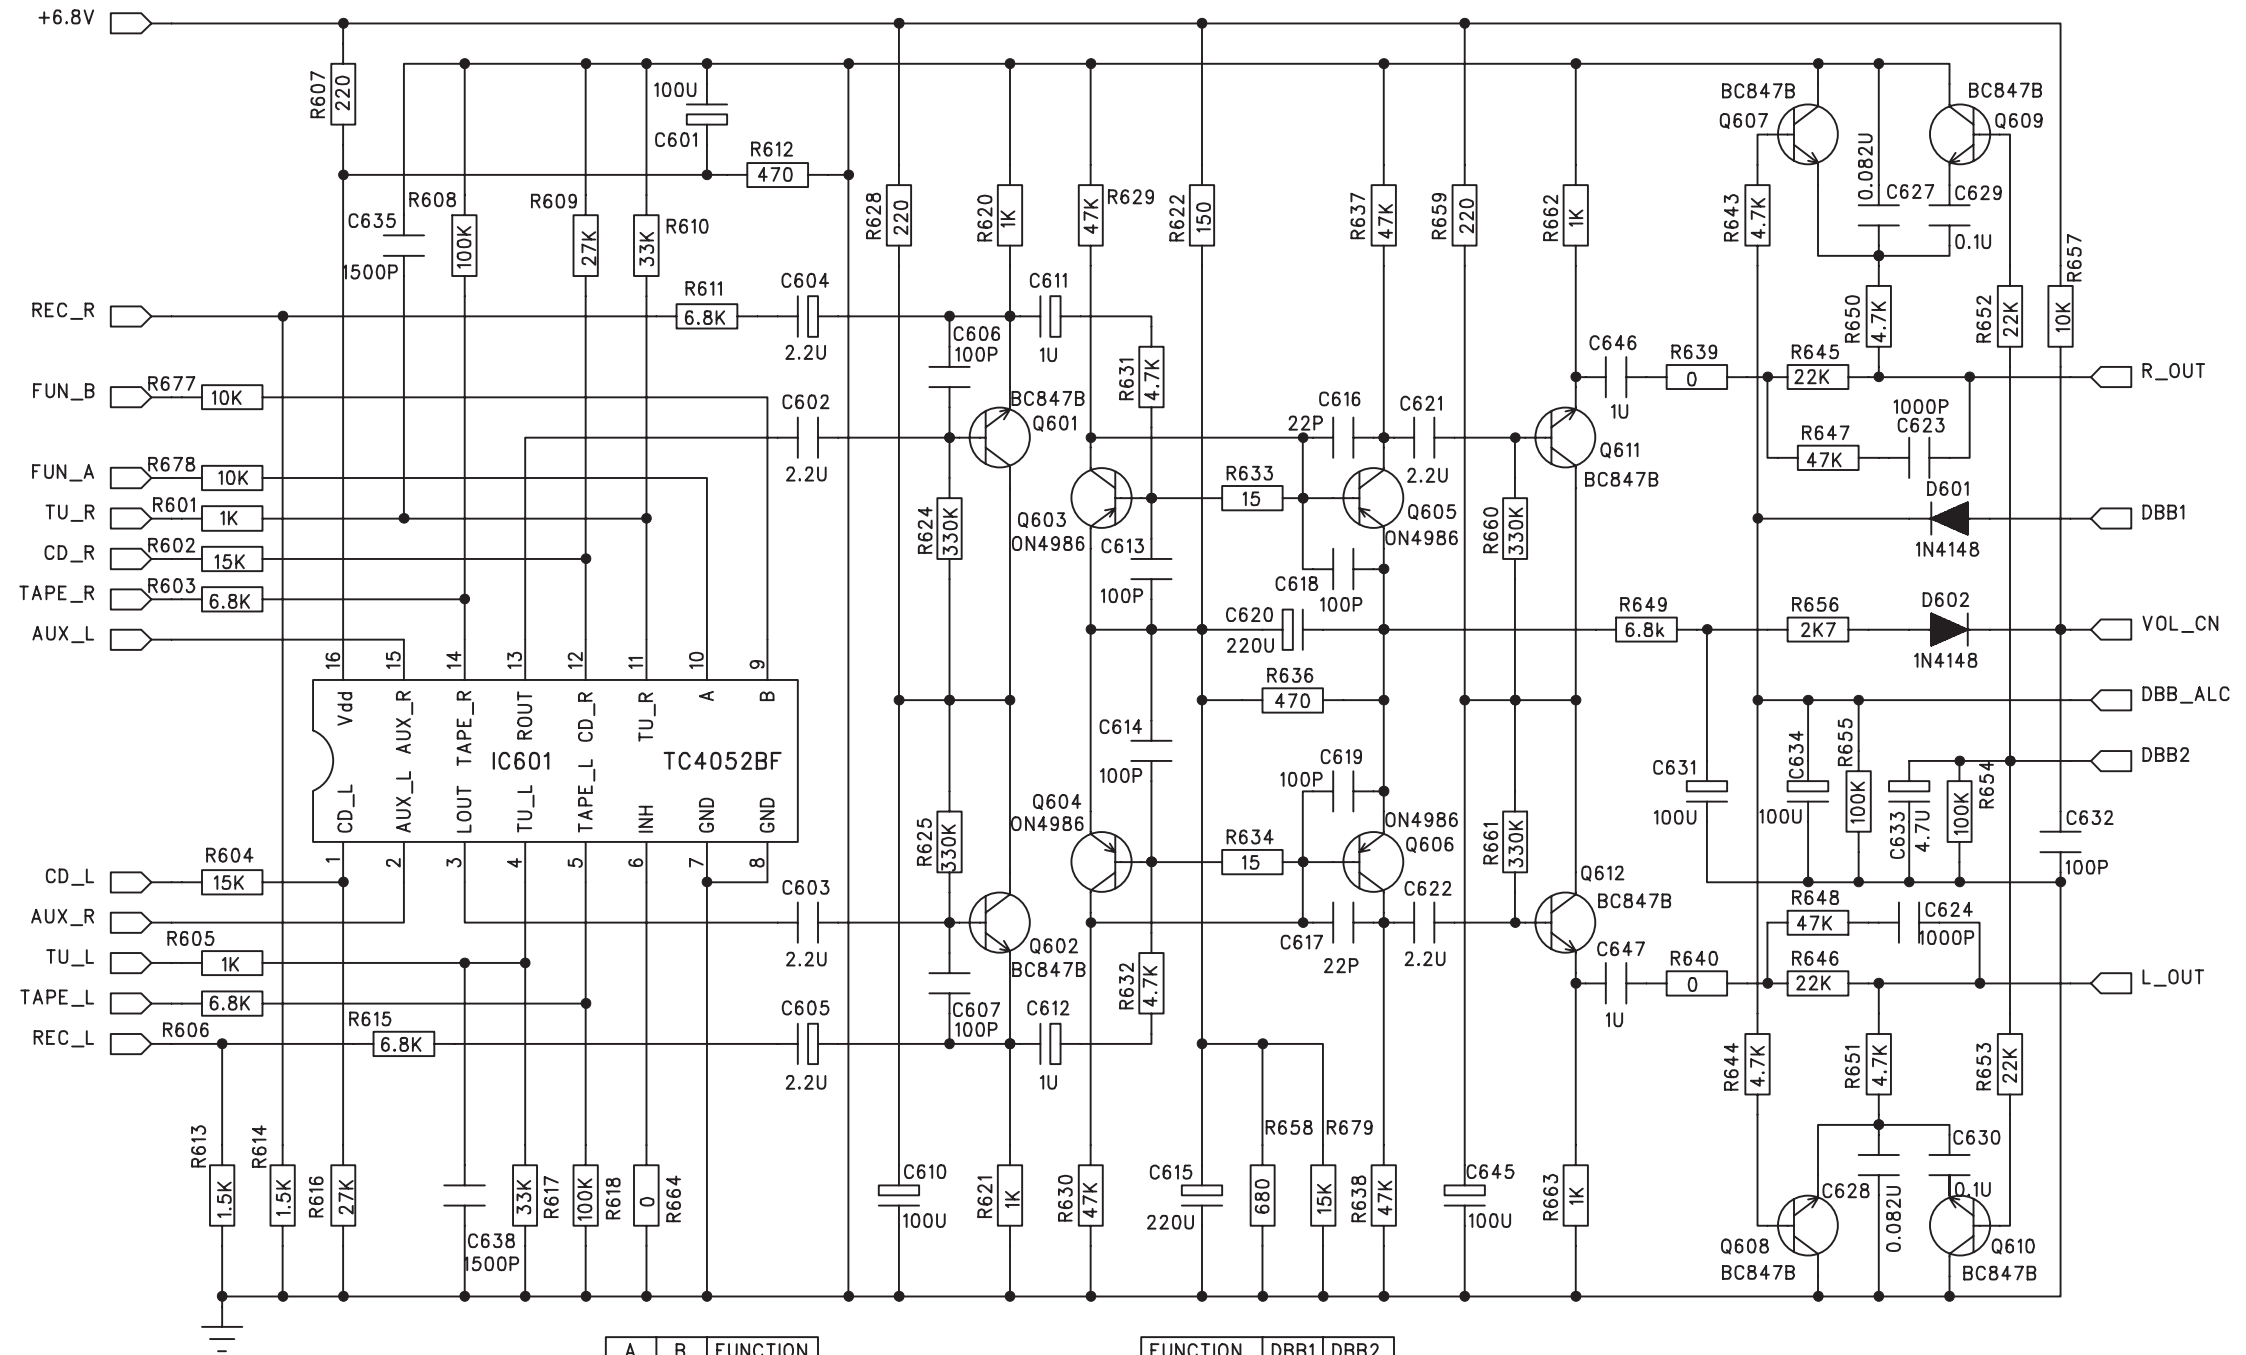 +6.8V
R607
220
100U
C601
R612
470
BC847B
Q607
BC847B
Q609
0.082U
C627
C629
0.1U
C635
1500P
R608
100K
R609
27K
R610
33K
R628
220
R620
1K
R629
47K
R622
150
R637
47K
R659
220
R662
1K
R643
4.7K
R650
4.7K
R652
22K
R657
10K
REC_R
R611
6.8K
C604
2.2U
C606
100P
C611
1U
R631
4.7K
C646
1U
R639
0
R645
22K
R_OUT
FUN_B
R677
10K
C602
2.2U
BC847B
Q601
C616
22P
C621
2.2U
Q611
BC847B
1000P
C623
R647
47K
FUN_A
R678
10K
TU_R
R601
1K
CD_R
R602
15K
TAPE_R
R603
6.8K
AUX_L
R624
330K
Q603
ON4986
C613
100P
R633
15
Q605
ON4986
C618
100P
R660
330K
D601
1N4148
DBB1
C620
220U
R649
6.8k
R656
2K7
D602
1N4148
VOL_CN
16
15
14
13
12
11
10
9
Vdd
AUX_R
TAPE_R
ROUT
CD_R
TU_R
A
B
IC601
TC4052BF
CD_L
AUX_L
LOUT
TU_L
TAPE_L
INH
GND
GND
1
2
3
4
5
6
7
8
R636
470
DBB_ALC
C614
100P
C619
100P
C631
100U
C634
100U
R655
100K
C633
4.7U
R654
100K
DBB2
C632
100P
R625
330K
Q604
ON4986
R634
15
ON4986
Q606
R661
330K
Q612
BC847B
CD_L
R604
15K
AUX_R
TU_L
R605
1K
TAPE_L
6.8K
REC_L
R606
R615
6.8K
C603
2.2U
Q602
BC847B
C607
100P
C605
2.2U
C612
1U
R632
4.7K
C617
22P
C622
2.2U
C647
1U
R640
0
R648
47K
C624
1000P
R646
22K
L_OUT
R644
4.7K
R651
4.7K
R653
22K
R613
1.5K
R614
1.5K
R616
27K
C638
1500P
33K
R617
100K
R618
0
R664
C610
100U
R621
1K
R630
47K
C615
220U
R658
680
R679
15K
R638
47K
C645
100U
R663
1K
C628
0.082U
C630
0.1U
Q608
BC847B
Q610
BC847B
A B FUNCTION
FUNCTION DBB1 DBB2